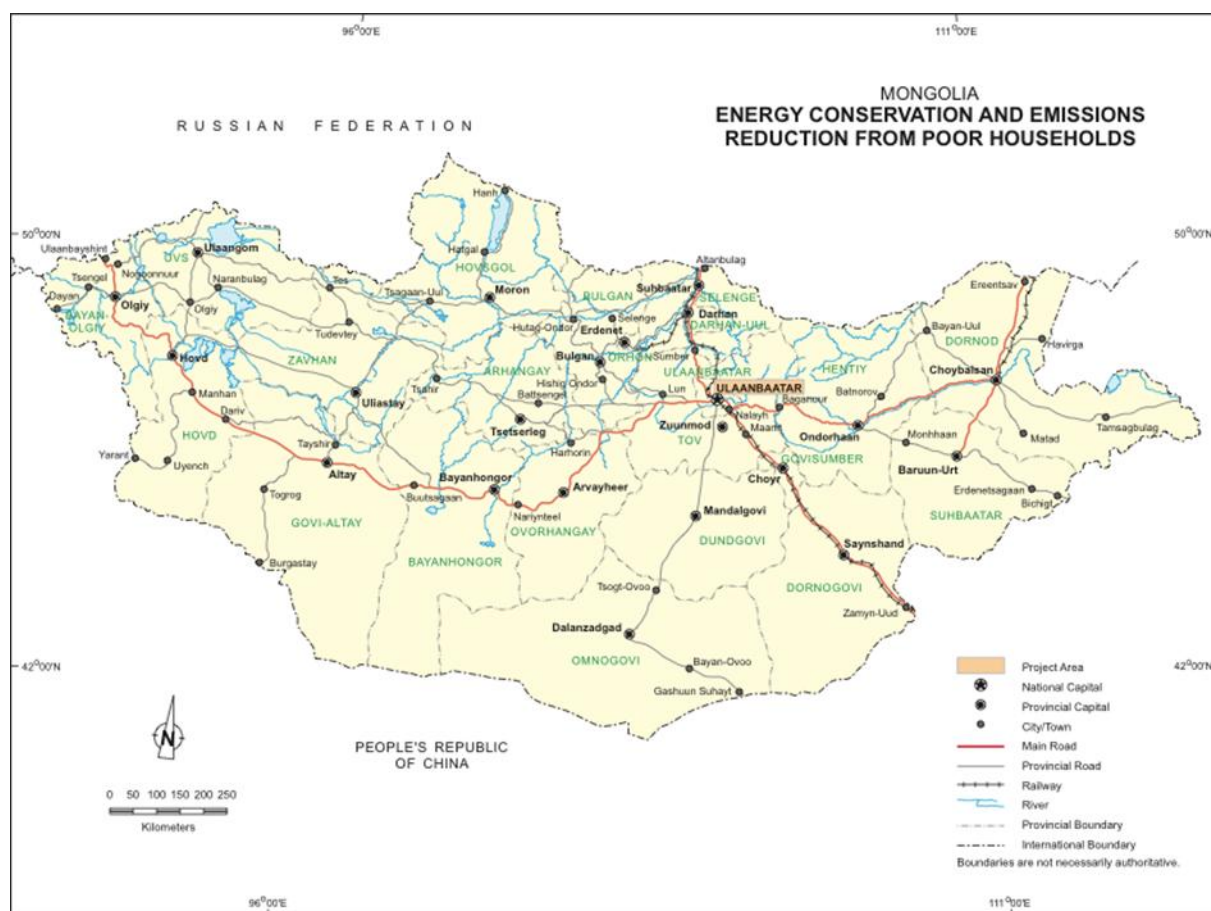 96°00'E
111°00'E
MONGOLIA
ENERGY CONSERVATION AND EMISSIONS
REDUCTION FROM POOR HOUSEHOLDS
RUSSIAN FEDERATION
50°00'N
50°00'N
Hanh
Ulaanbayshint
Ulaangom
UVS
Hatgal
HOVSGOL
Altanbulag
Tsengel
Nogoonnuur
Naranbulag
Tes
Tsagaan-Uul
Moron
BULGAN
Suhbaatar
SELENGE
Ereentsav
Dayan
Olgiy
Olgiy
BAYAN-
OLGIY
Tudevley
Hutag-Ondor
Selenge
Erdenet
Darhan
DARHAN-UUL
Bayan-Uul
DORNOD
Havirga
Hovd
ZAVHAN
Bulgan
ORHON
Sumber
ULAANBAATAR
HENTIY
ARHANGAY
Choybalsan
Tsahir
Hishig Ondor
ULAANBAATAR
Manhan
Uliastay
Battsengel
Lun
Baganuur
Batnorov
Nalayh
Dariv
Tsetserleg
Zuunmod
Maant
Ondorhaan
Tamsagbulag
HOVD
Tayshir
Harhorin
TOV
GOVISUMBER
Monhhaan
Matad
Yarant
Uyench
Altay
Bayanhongor
Arvayheer
Choyr
Baruun-Urt
Togrog
Buutsagaan
Nariynteel
Erdenetsagaan
Bichigt
GOVI-ALTAY
OVORHANGAY
Mandalgovi
SUHBAATAR
BAYANHONGOR
DUNDGOVI
Saynshand
Burgastay
Tsogt-Ovoo
DORNOGOVI
Zamyn-Uud
Dalanzadgad
OMNOGOVI
Bayan-Ovoo
Gashuun Suhayt
42°00'N
42°00'N
Project Area
National Capital
Provincial Capital
City/Town
Main Road
Provincial Road
Railway
River
Provincial Boundary
International Boundary
Boundaries are not necessarily authoritative.
N
PEOPLE'S REPUBLIC
OF CHINA
0 50 100 150 200 250
Kilometers
96°00'E
111°00'E